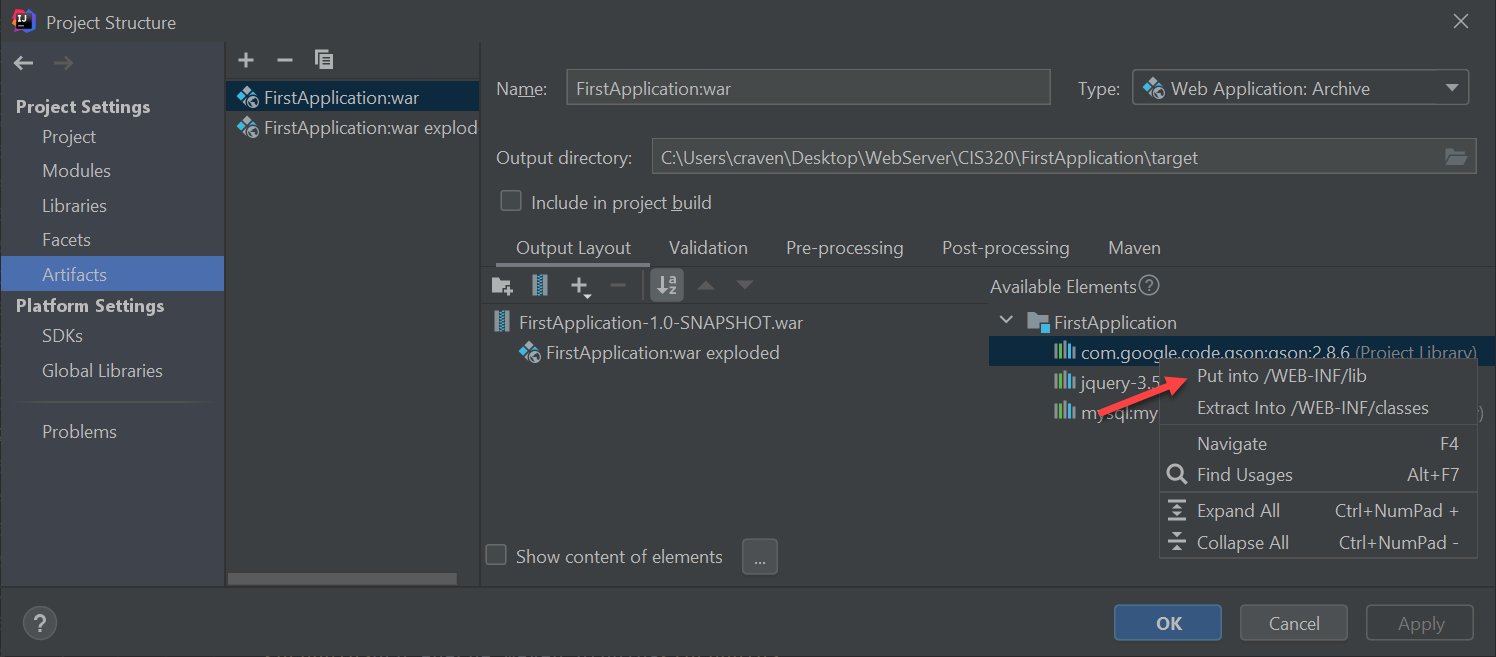 Project Structure
Project Settings
Project
Modules
Libraries
Facets
Artifacts
Platform Settings
SDKs
Global Libraries
Problems
FirstApplication:war
FirstApplication:war explod
Name: FirstApplication:war Type: Web Application: Archive
Output directory: C:\Users\craven\Desktop\WebServer\CIS320\FirstApplication\target
Include in project build
Output Layout Validation Pre-processing Post-processing Maven
FirstApplication-1.0-SNAPSHOT.war
FirstApplication:war exploded
Show content of elements ...
Available Elements ?
FirstApplication
com.google.code.gson:gson:2.8.6 (Project Library)
jquery-3.5
mysql:my )
Put into /WEB-INF/lib
Extract Into /WEB-INF/classes
Navigate F4
Find Usages Alt+F7
Expand All Ctrl+NumPad +
Collapse All Ctrl+NumPad -
? OK Cancel Apply